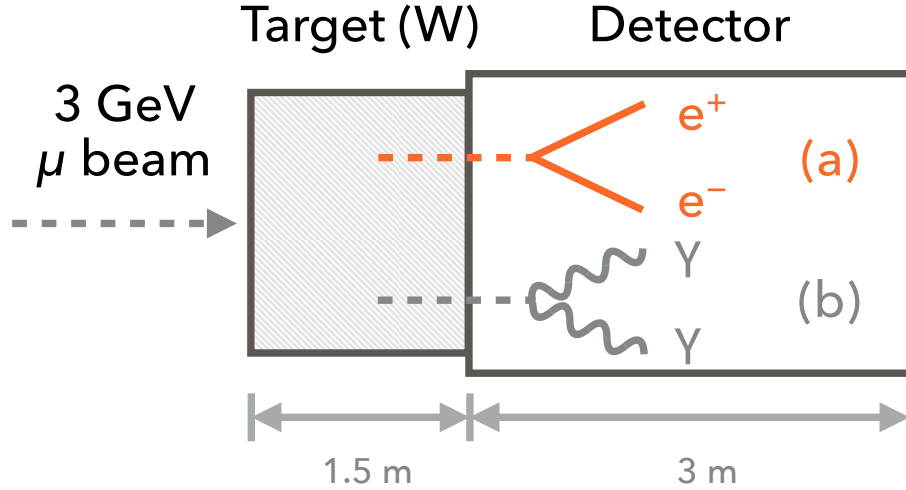 Target (W)
Detector
3 GeV
μ beam
e⁺
(a)
e⁻
γ
(b)
γ
1.5 m
3 m